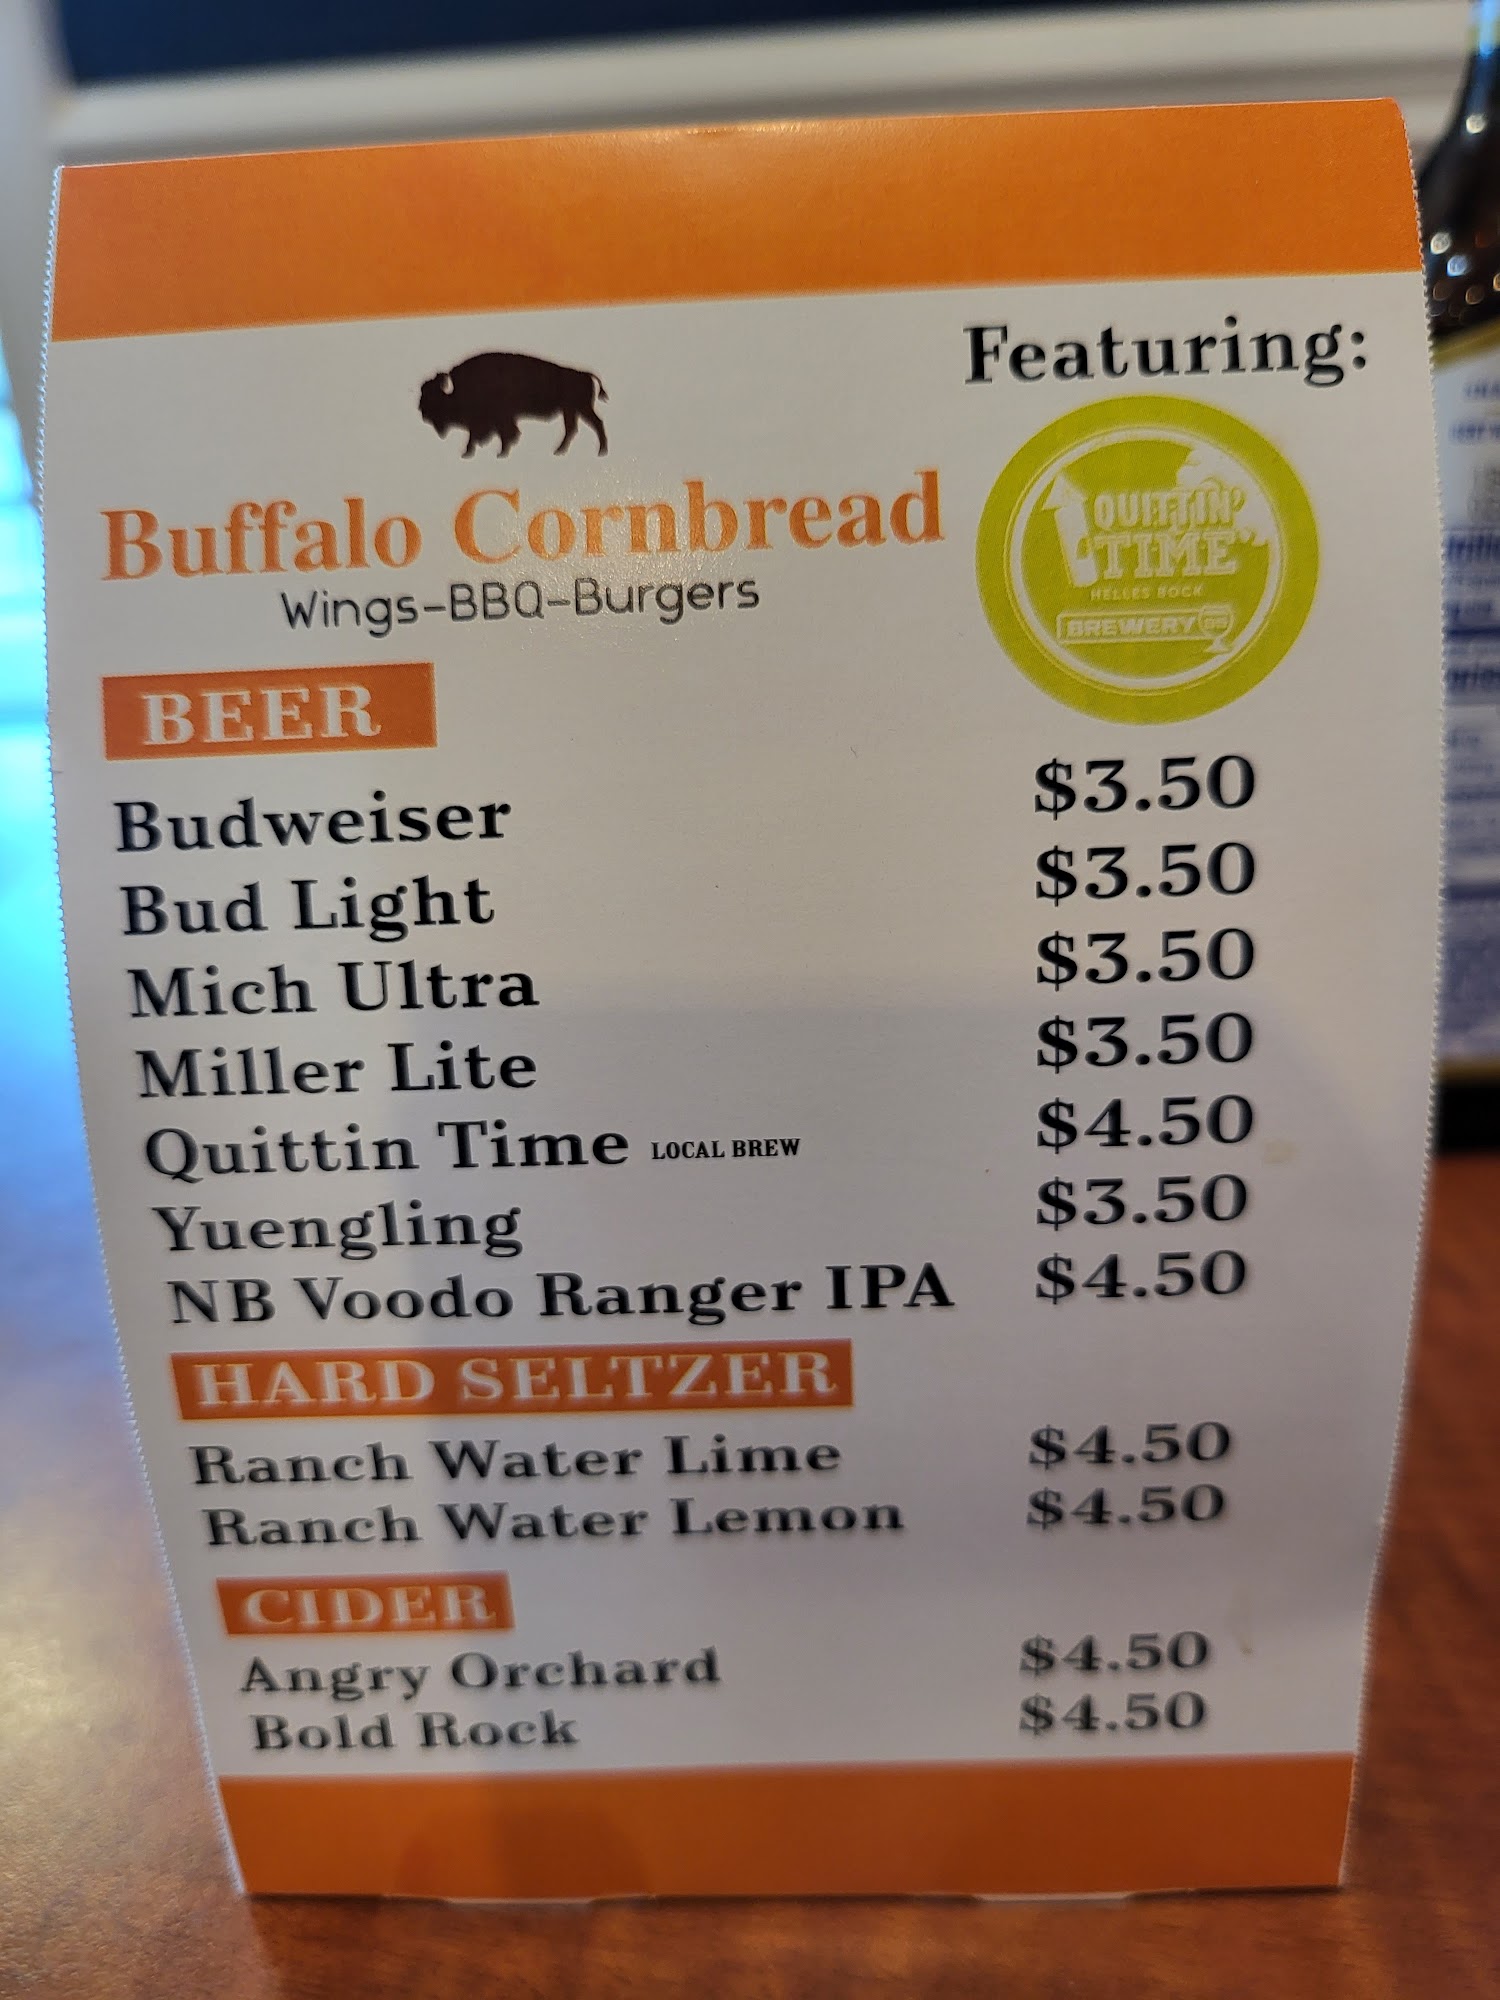 Featuring:
QUITTIN'
TIME
HELLES BOCK
BREWERY 85
Buffalo Cornbread
Wings-BBQ-Burgers
BEER
Budweiser $3.50
Bud Light $3.50
Mich Ultra $3.50
Miller Lite $3.50
Quittin Time LOCAL BREW $4.50
Yuengling $3.50
NB Voodo Ranger IPA $4.50
HARD SELTZER
Ranch Water Lime $4.50
Ranch Water Lemon $4.50
CIDER
Angry Orchard $4.50
Bold Rock $4.50